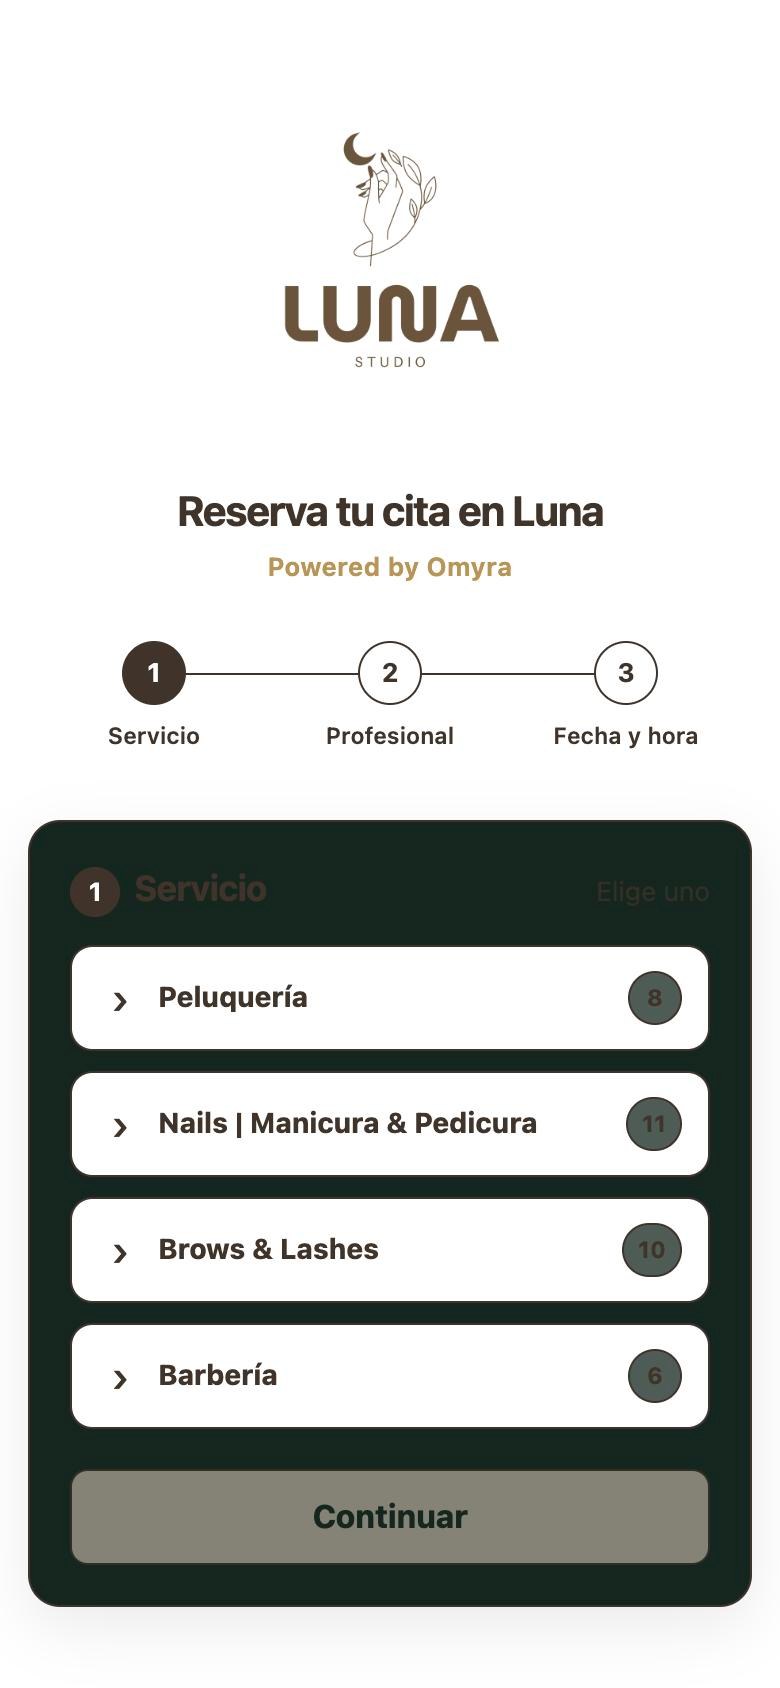 LUNA
STUDIO
Reserva tu cita en Luna
Powered by Omyra
1 2 3
Servicio Profesional Fecha y hora
1 Servicio Elige uno
› Peluquería 8
› Nails | Manicura & Pedicura 11
› Brows & Lashes 10
› Barbería 6
Continuar